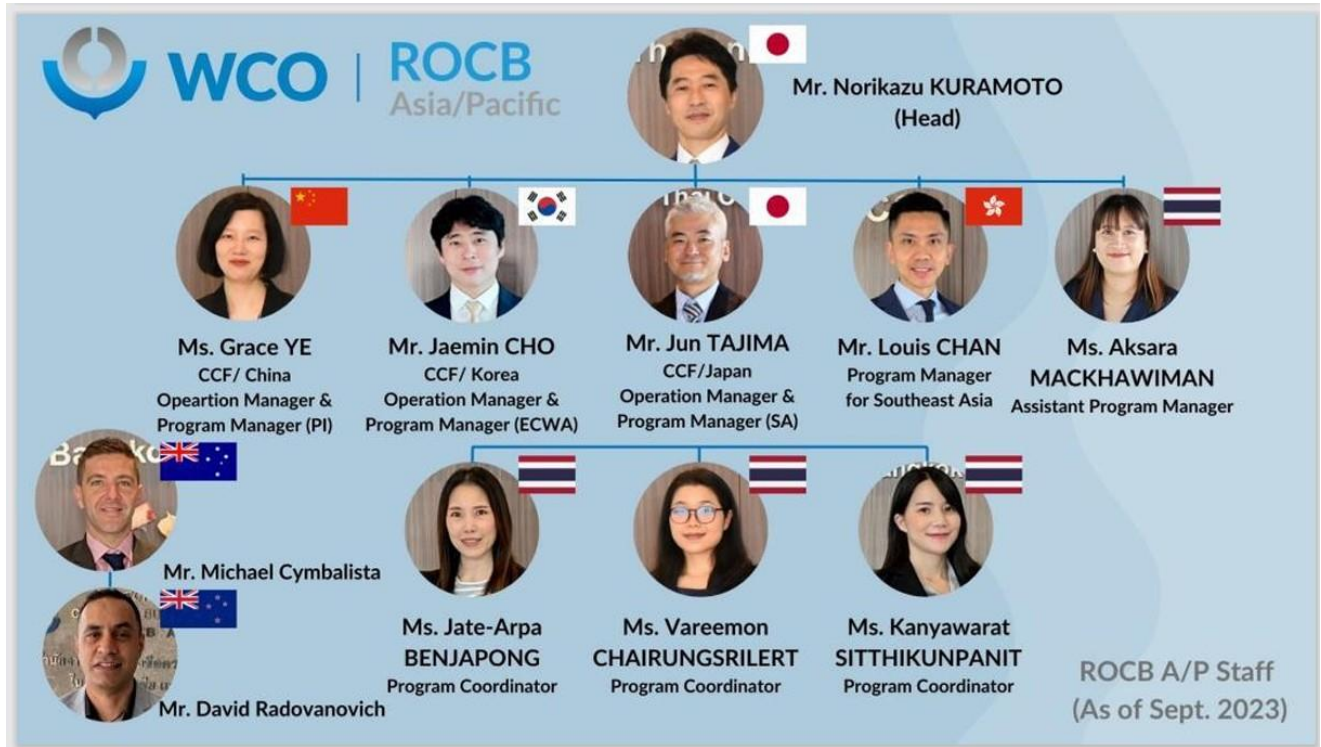 WCO
ROCB
Asia/Pacific
Mr. Norikazu KURAMOTO
(Head)
Ms. Grace YE
CCF/ China
Opeartion Manager &
Program Manager (PI)
Mr. Jaemin CHO
CCF/ Korea
Operation Manager &
Program Manager (ECWA)
Mr. Jun TAJIMA
CCF/Japan
Operation Manager &
Program Manager (SA)
Mr. Louis CHAN
Program Manager
for Southeast Asia
Ms. Aksara
MACKHAWIMAN
Assistant Program Manager
Mr. Michael Cymbalista
Mr. David Radovanovich
Ms. Jate-Arpa
BENJAPONG
Program Coordinator
Ms. Vareemon
CHAIRUNGSRILERT
Program Coordinator
Ms. Kanyawarat
SITTHIKUNPANIT
Program Coordinator
ROCB A/P Staff
(As of Sept. 2023)